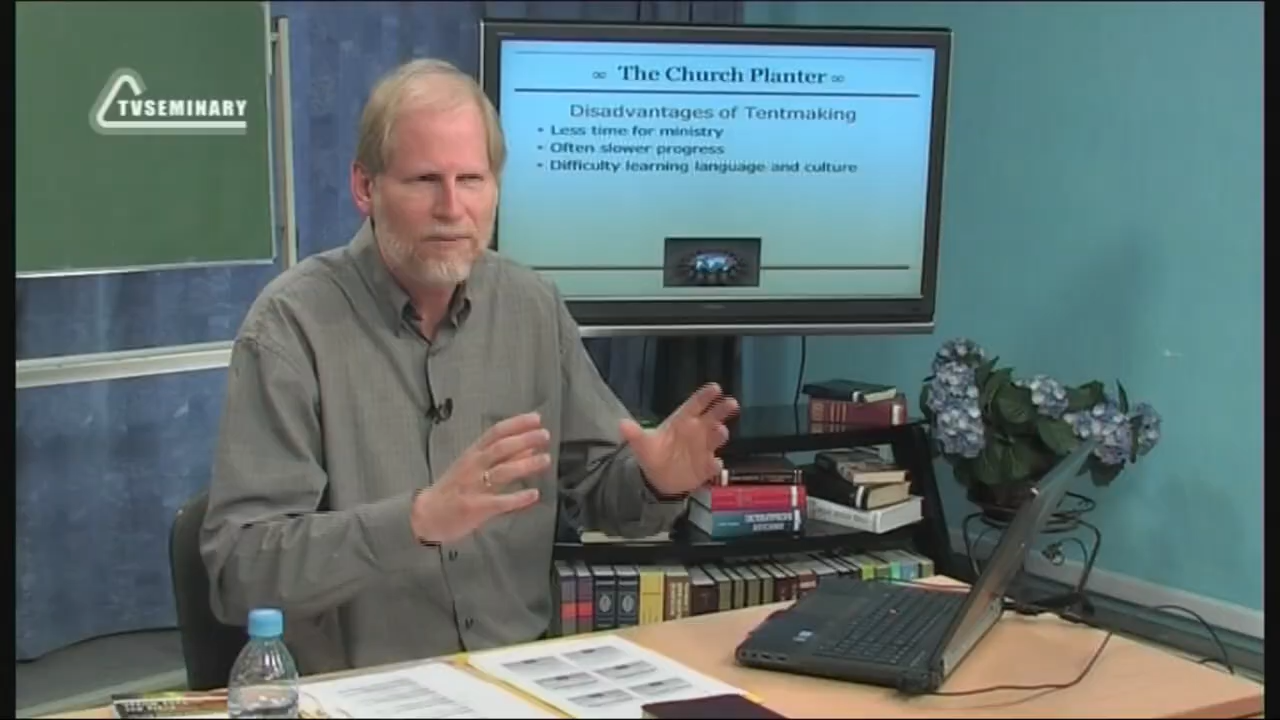 TVSEMINARY
∞ The Church Planter ∞
Disadvantages of Tentmaking
• Less time for ministry
• Often slower progress
• Difficulty learning language and culture